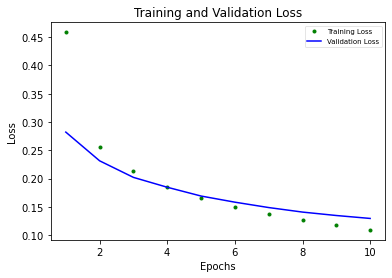 Training and Validation Loss
Training Loss
Validation Loss
0.45
0.40
0.35
0.30
0.25
0.20
0.15
0.10
Loss
2 4 6 8 10
Epochs